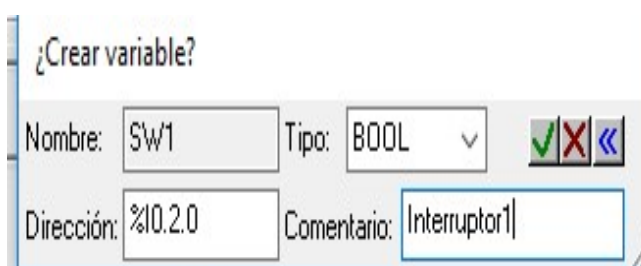 ¿Crear variable?
Nombre: SW1 Tipo: BOOL
Dirección: %I0.2.0 Comentario: Interruptor1